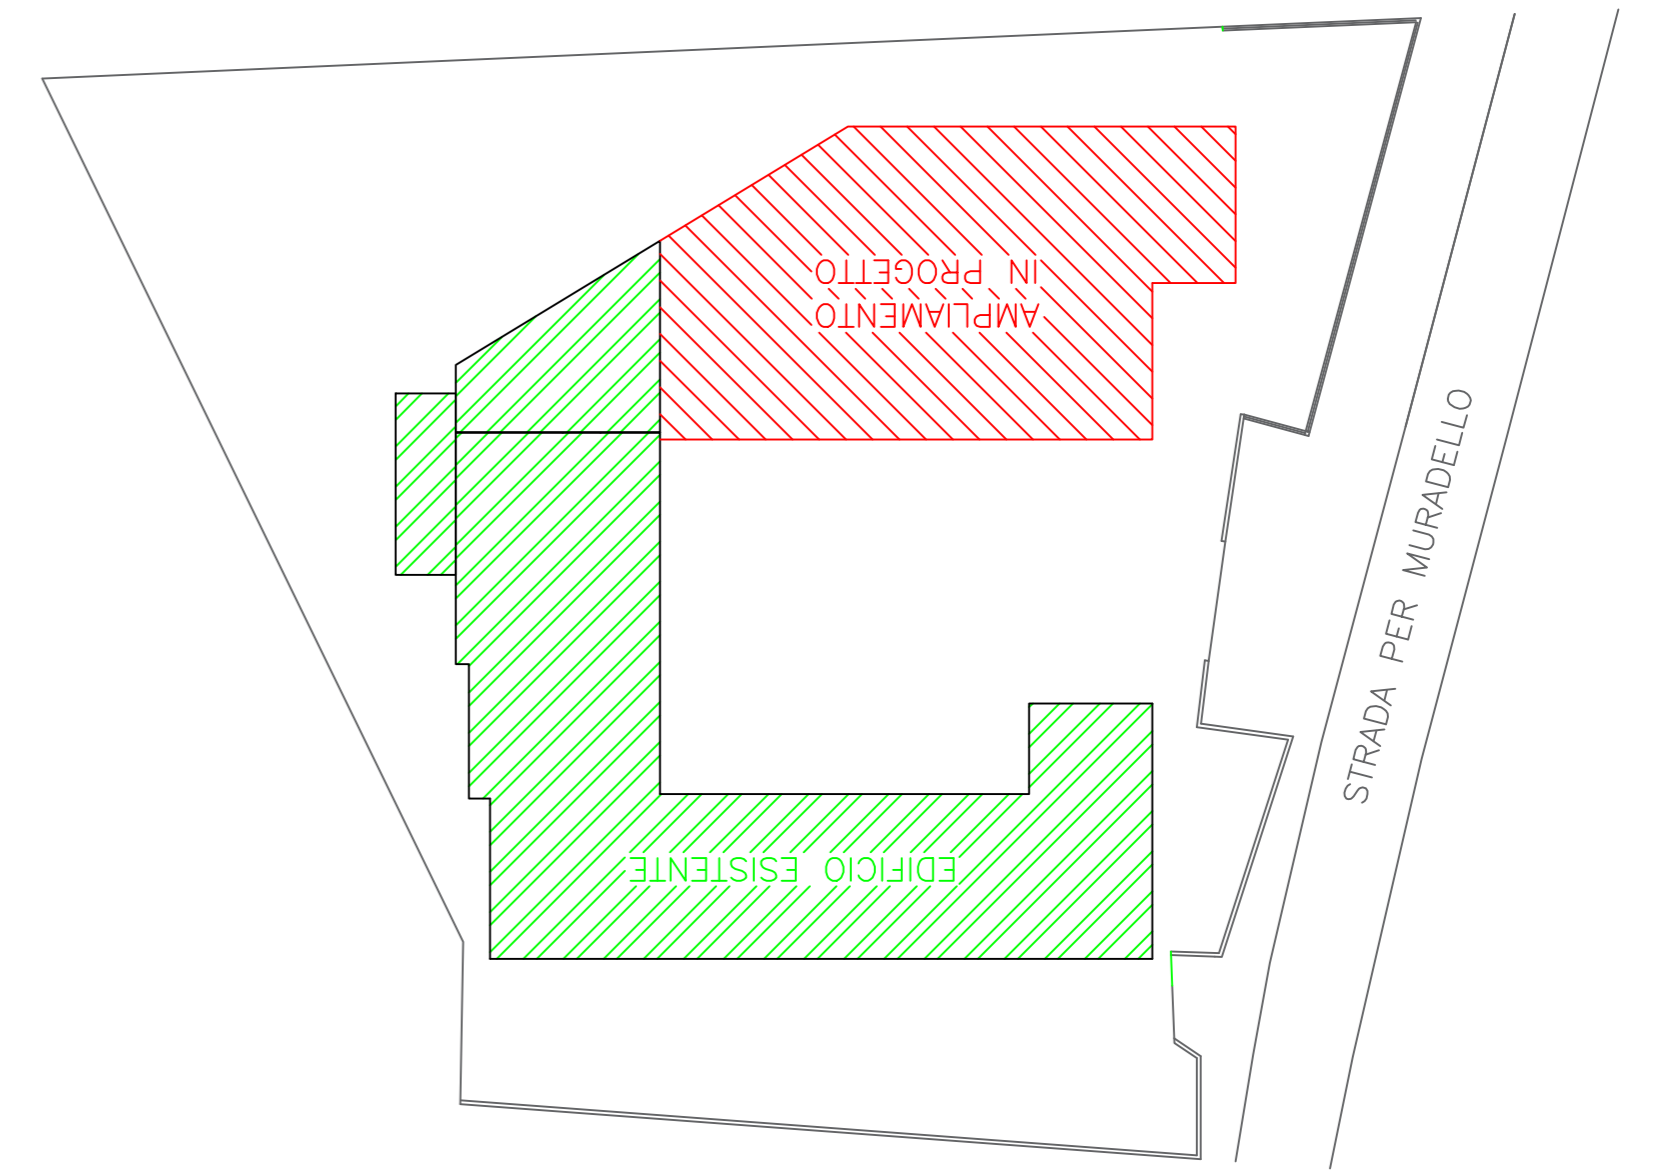 AMPLIAMENTO
IN PROGETTO
STRADA PER MURADELLO
EDIFICIO ESISTENTE